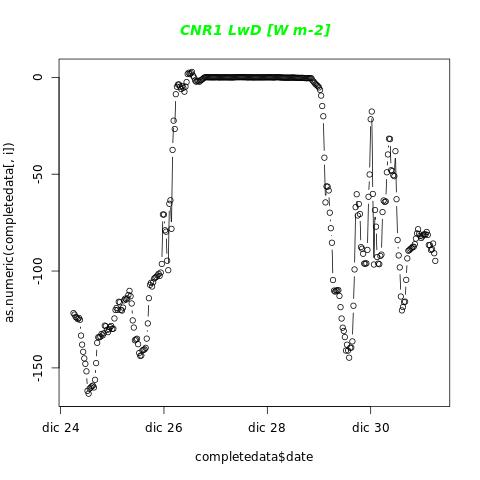 CNR1 LwD [W m-2]
as.numeric(completedata[, i])
0
-50
-100
-150
dic 24
dic 26
dic 28
dic 30
completedata$date